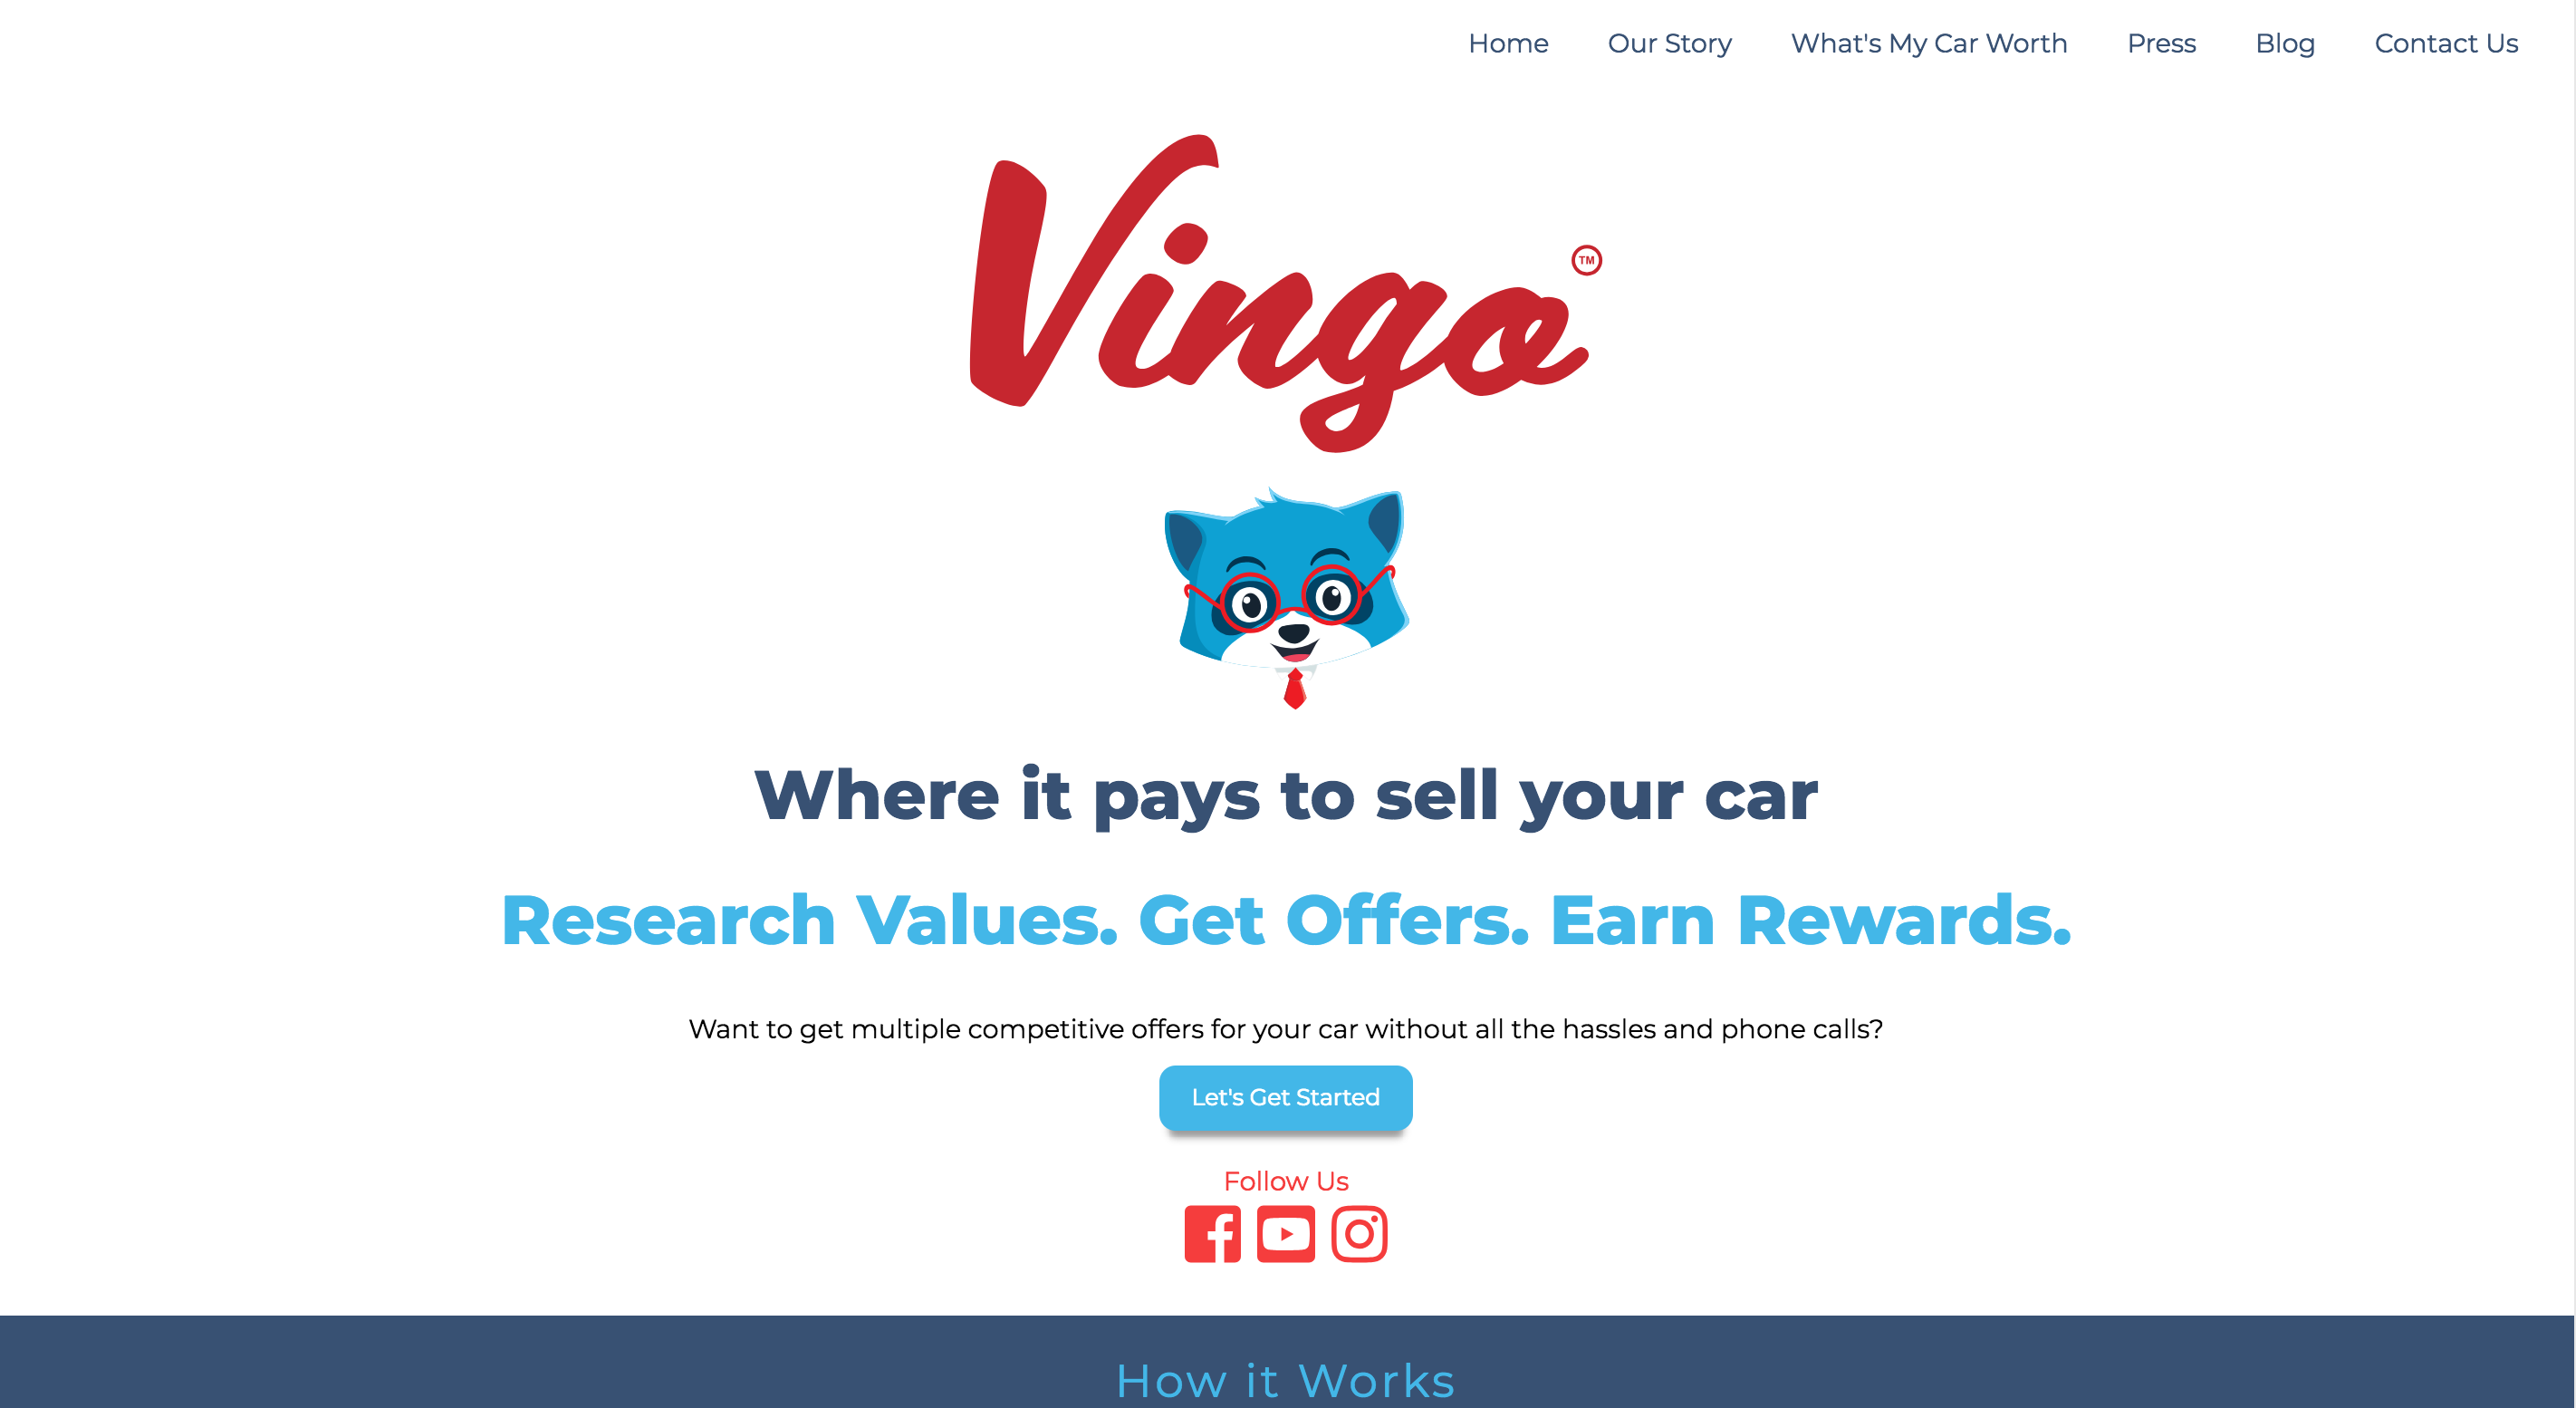 Home Our Story What's My Car Worth Press Blog Contact Us
Vingo TM
Where it pays to sell your car
Research Values. Get Offers. Earn Rewards.
Want to get multiple competitive offers for your car without all the hassles and phone calls?
Let's Get Started
Follow Us
How it Works